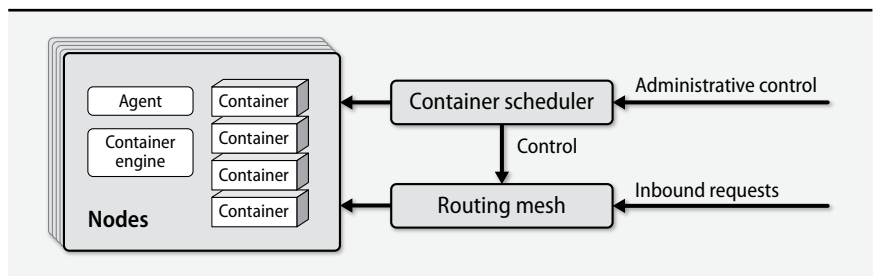 Agent
Container
engine
Nodes
Container
Container
Container
Container
Container scheduler
Control
Routing mesh
Administrative control
Inbound requests